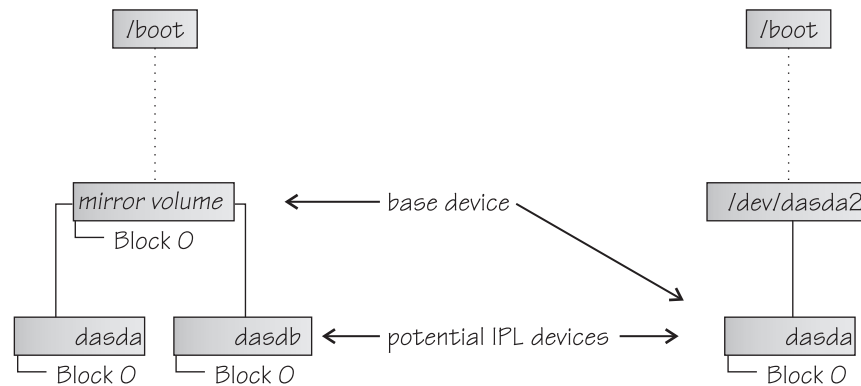 /boot
/boot
mirror volume
base device
/dev/dasda2
Block 0
dasda
dasdb
potential IPL devices
dasda
Block 0
Block 0
Block 0